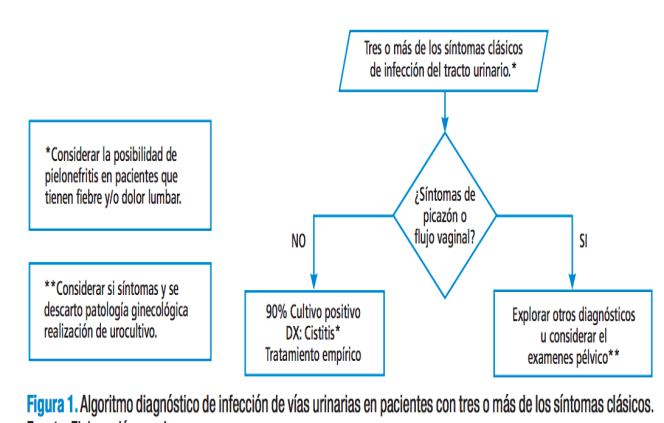 Tres o más de los síntomas clásicos
de infección del tracto urinario.*
*Considerar la posibilidad de
pielonefritis en pacientes que
tienen fiebre y/o dolor lumbar.
¿Síntomas de
picazón o
flujo vaginal?
NO
SI
**Considerar si síntomas y se
descarto patología ginecológica
realización de urocultivo.
90% Cultivo positivo
DX: Cistitis*
Tratamiento empírico
Explorar otros diagnósticos
u considerar el
examenes pélvico**
Figura 1. Algoritmo diagnóstico de infección de vías urinarias en pacientes con tres o más de los síntomas clásicos.